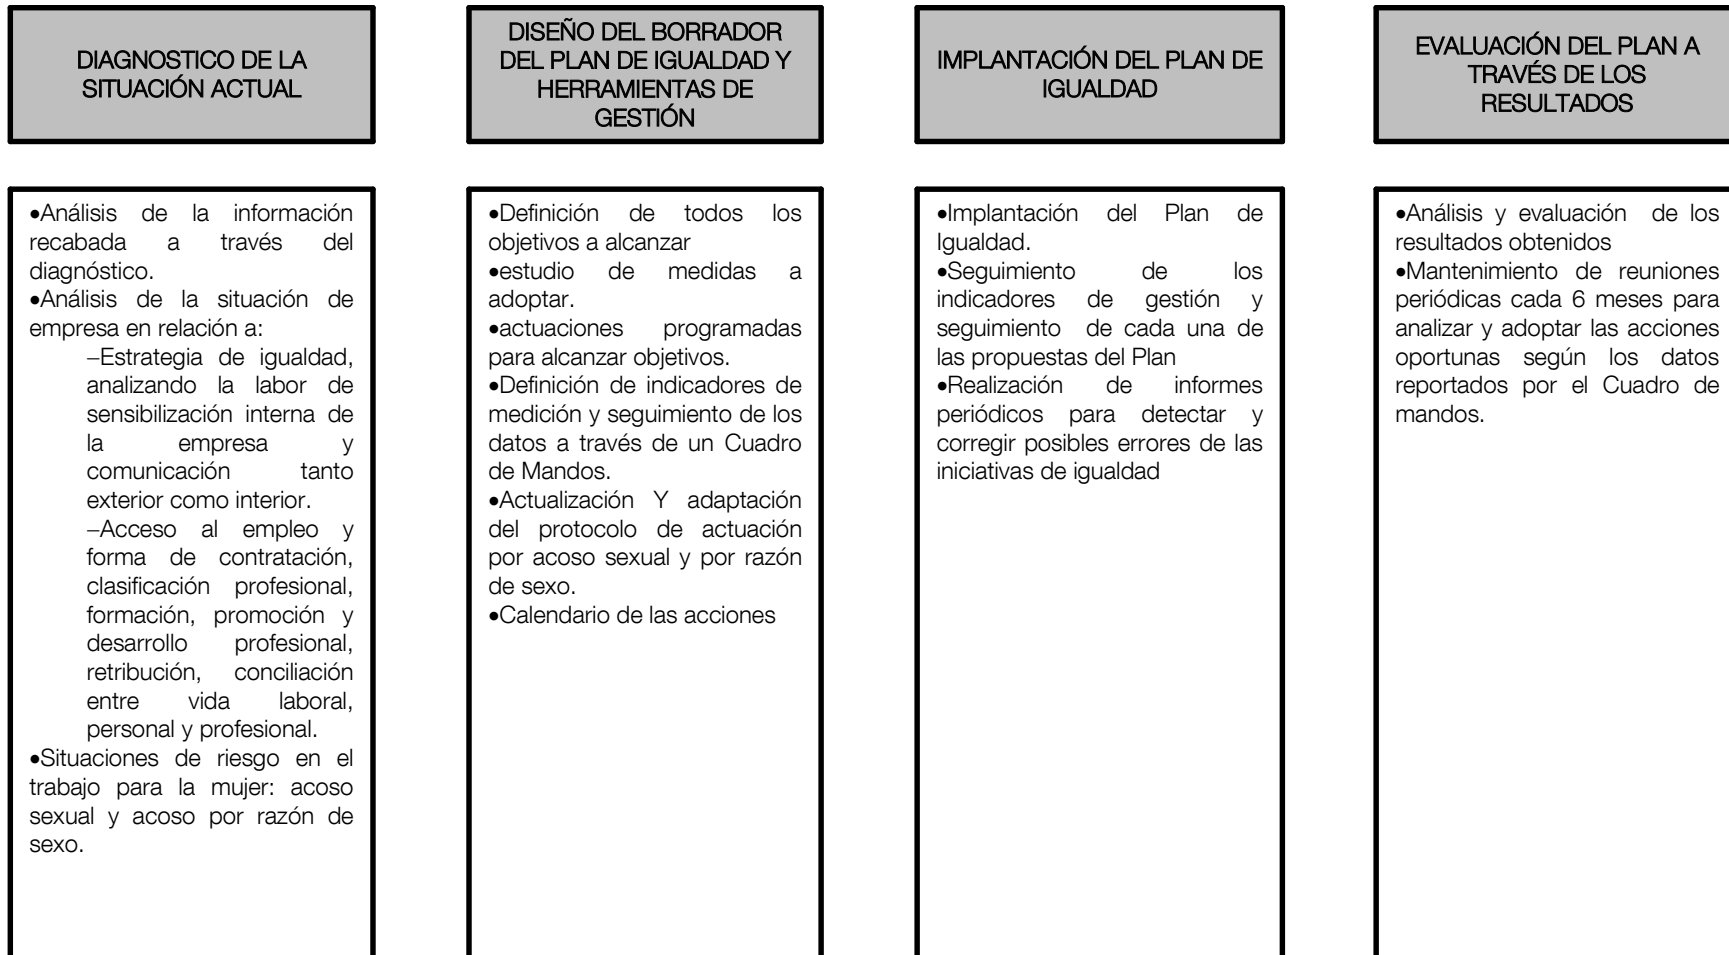 DIAGNOSTICO DE LA
SITUACIÓN ACTUAL
•Análisis de la información
recabada a través del
diagnóstico.
•Análisis de la situación de
empresa en relación a:
–Estrategia de igualdad,
analizando la labor de
sensibilización interna de
la empresa y
comunicación tanto
exterior como interior.
–Acceso al empleo y
forma de contratación,
clasificación profesional,
formación, promoción y
desarrollo profesional,
retribución, conciliación
entre vida laboral,
personal y profesional.
•Situaciones de riesgo en el
trabajo para la mujer: acoso
sexual y acoso por razón de
sexo.
DISEÑO DEL BORRADOR
DEL PLAN DE IGUALDAD Y
HERRAMIENTAS DE
GESTIÓN
•Definición de todos los
objetivos a alcanzar
•estudio de medidas a
adoptar.
•actuaciones programadas
para alcanzar objetivos.
•Definición de indicadores de
medición y seguimiento de los
datos a través de un Cuadro
de Mandos.
•Actualización Y adaptación
del protocolo de actuación
por acoso sexual y por razón
de sexo.
•Calendario de las acciones
IMPLANTACIÓN DEL PLAN DE
IGUALDAD
•Implantación del Plan de
Igualdad.
•Seguimiento de los
indicadores de gestión y
seguimiento de cada una de
las propuestas del Plan
•Realización de informes
periódicos para detectar y
corregir posibles errores de las
iniciativas de igualdad
EVALUACIÓN DEL PLAN A
TRAVÉS DE LOS
RESULTADOS
•Análisis y evaluación de los
resultados obtenidos
•Mantenimiento de reuniones
periódicas cada 6 meses para
analizar y adoptar las acciones
oportunas según los datos
reportados por el Cuadro de
mandos.